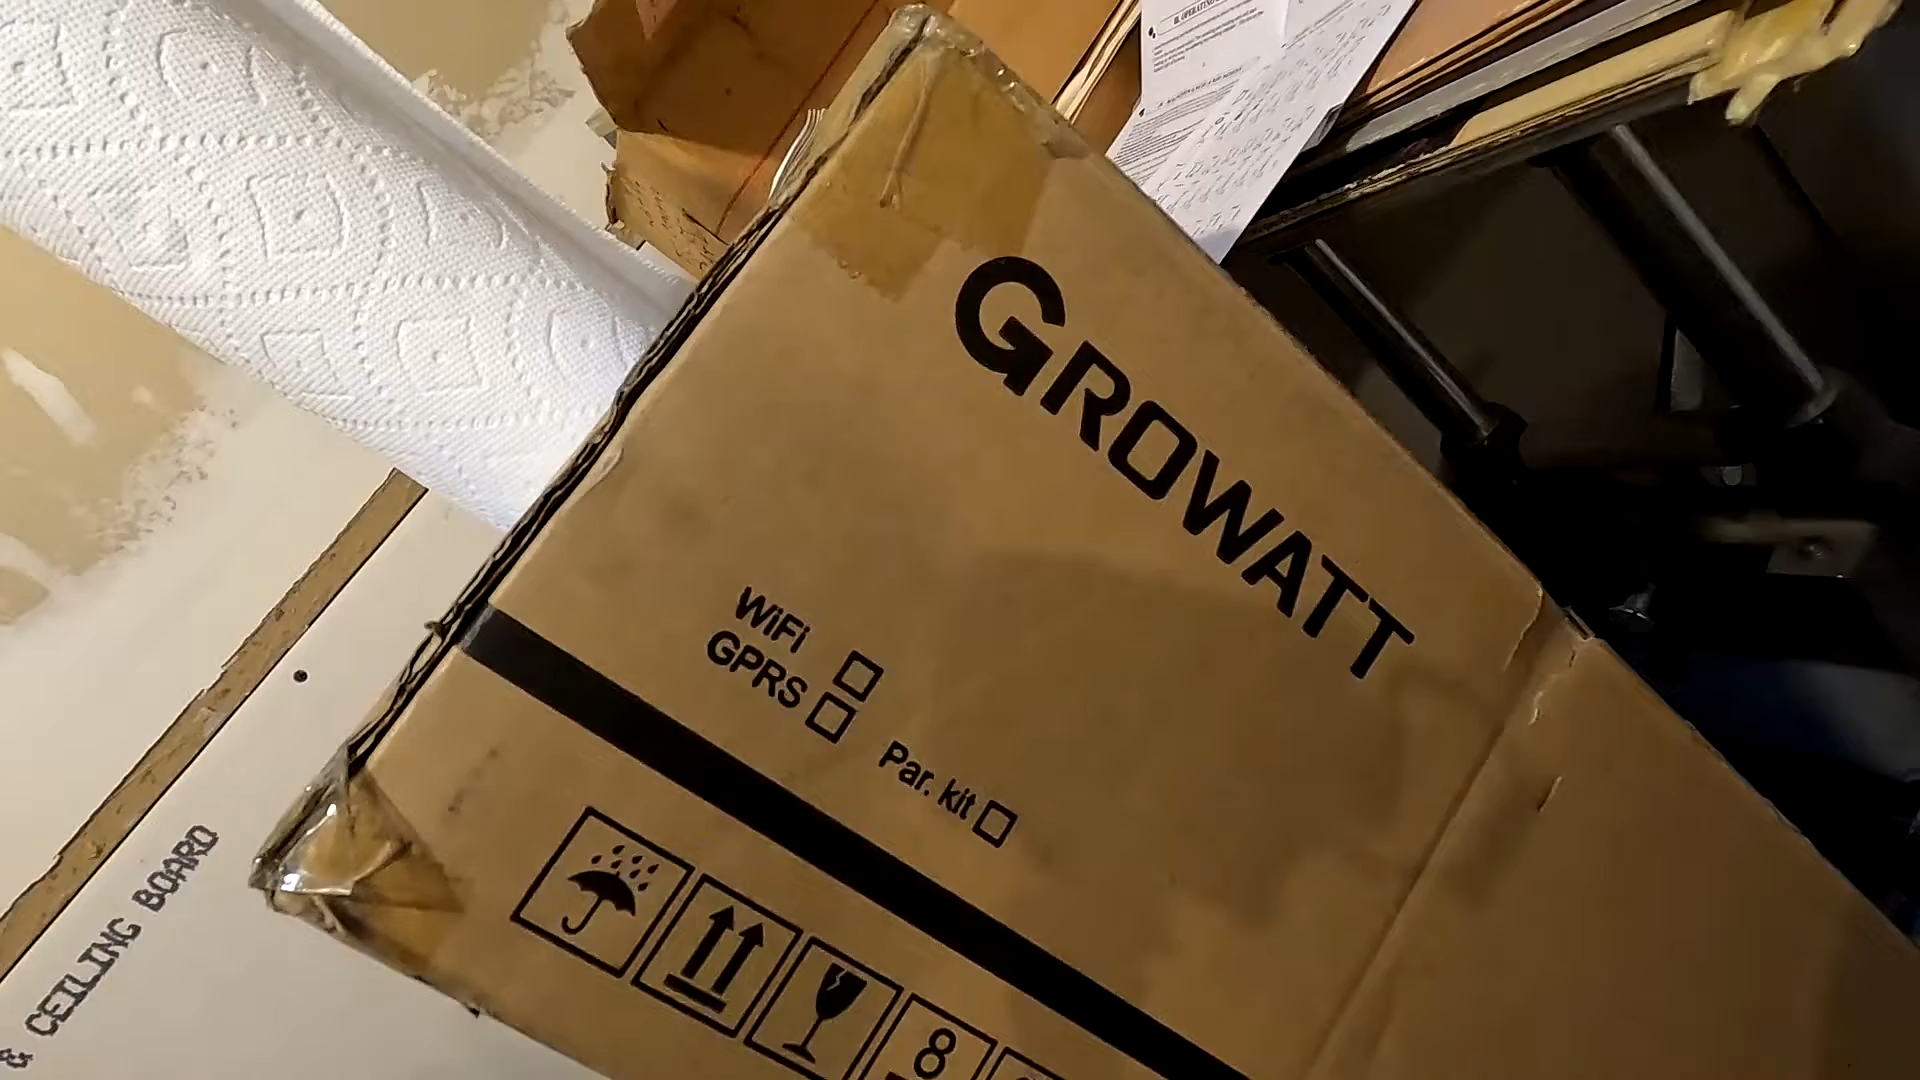 GROWATT
WiFi
GPRS
Par. kit
8
& CEILING BOARD